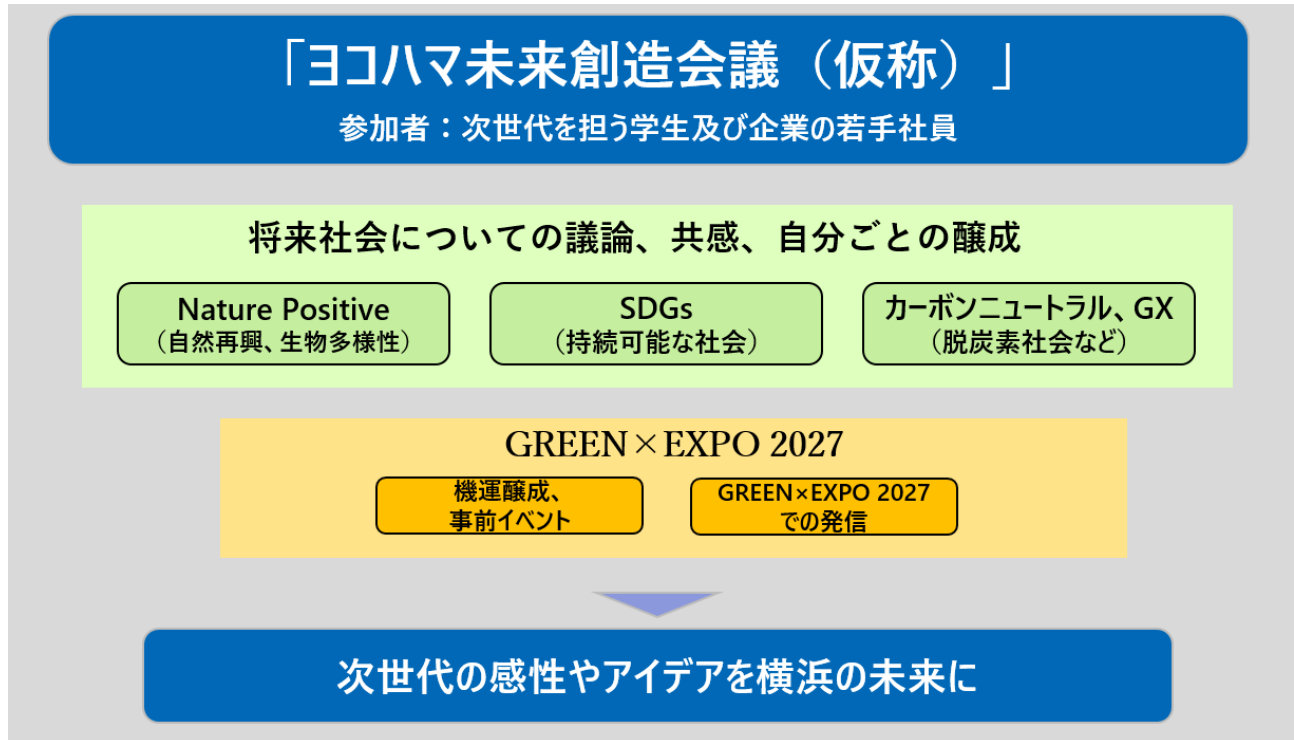 「ヨコハマ未来創造会議（仮称）」
参加者：次世代を担う学生及び企業の若手社員
将来社会についての議論、共感、自分ごとの醸成
Nature Positive
（自然再興、生物多様性）
SDGs
（持続可能な社会）
カーボンニュートラル、GX
（脱炭素社会など）
GREEN×EXPO 2027
機運醸成、
事前イベント
GREEN×EXPO 2027
での発信
次世代の感性やアイデアを横浜の未来に